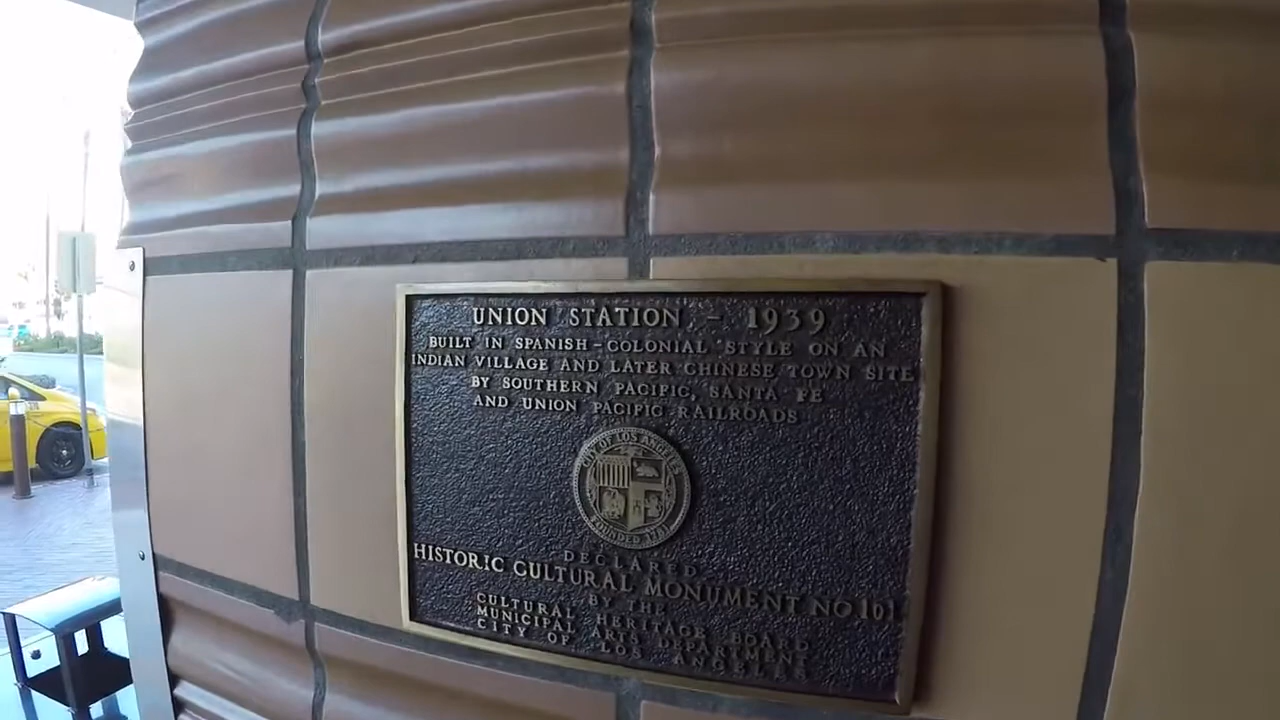 UNION STATION - 1939
BUILT IN SPANISH-COLONIAL STYLE ON AN
INDIAN VILLAGE AND LATER CHINESE TOWN SITE
BY SOUTHERN PACIFIC, SANTA FE
AND UNION PACIFIC RAILROADS
CITY OF LOS ANGELES
FOUNDED 1781
DECLARED
HISTORIC CULTURAL MONUMENT NO 101
BY THE
CULTURAL HERITAGE BOARD
MUNICIPAL ARTS DEPARTMENT
CITY OF LOS ANGELES